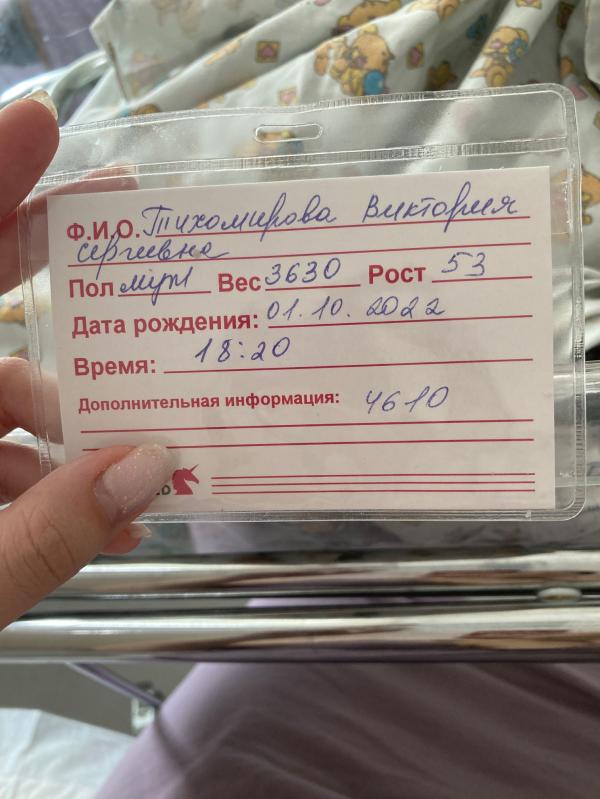 Ф.И.О. Тихомирова Виктория
Сергеевна
Пол муж Вес 3630 Рост 53
Дата рождения: 01.10.2022
Время: 18:20
Дополнительная информация: 4610